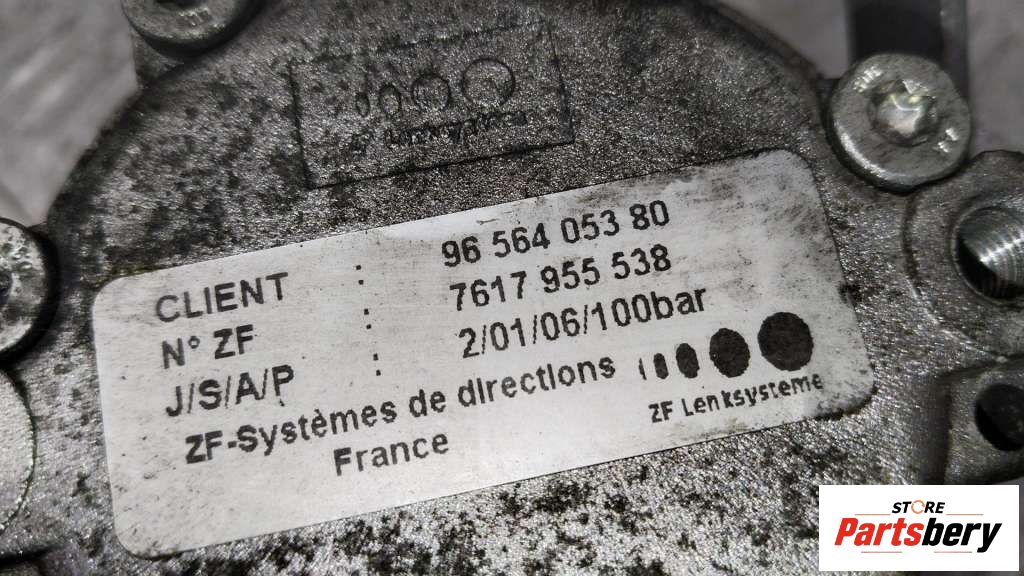 CLIENT : 96 564 053 80
N° ZF : 7617 955 538
J/S/A/P : 2/01/06/100bar
ZF-Systèmes de directions
France
ZF Lenksysteme
STORE
Partsbery